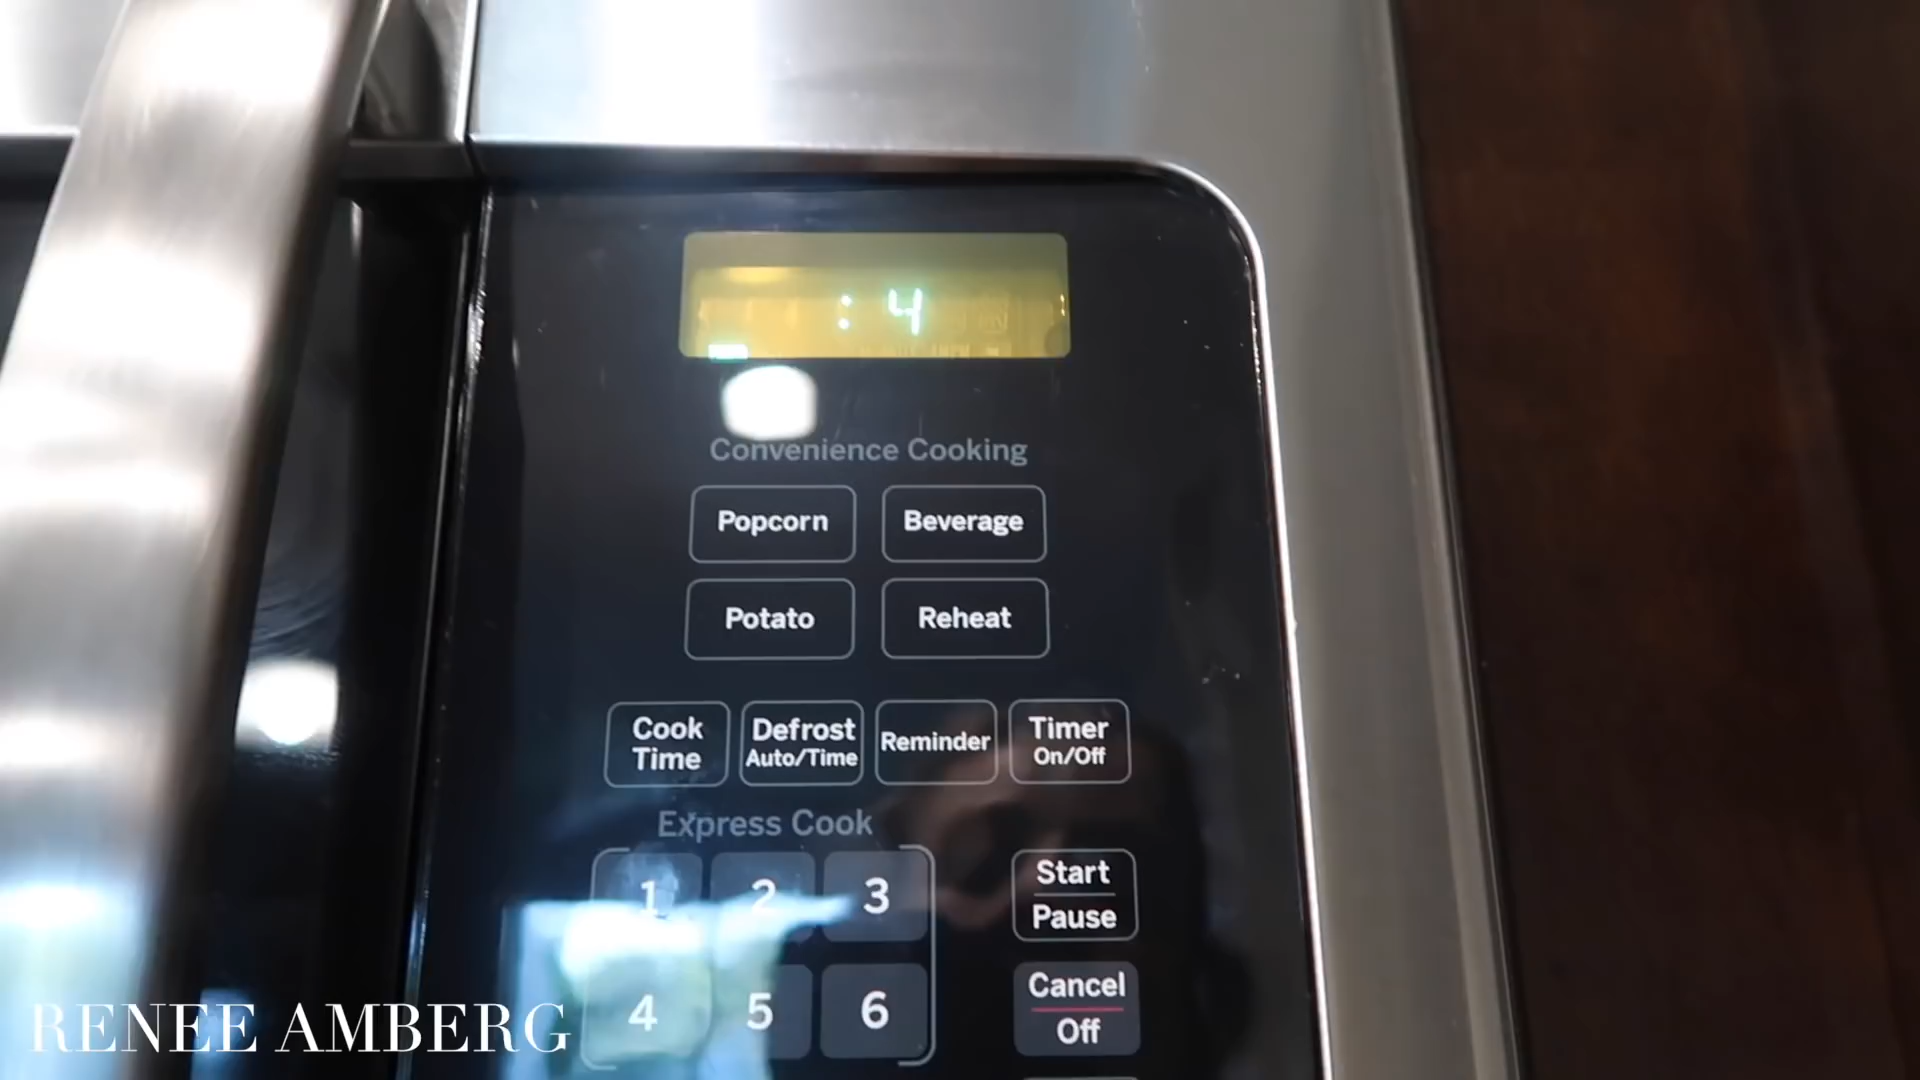 : 4
Convenience Cooking
Popcorn
Beverage
Potato
Reheat
Cook
Time
Defrost
Auto/Time
Reminder
Timer
On/Off
Express Cook
1 2 3
Start
Pause
4 5 6
Cancel
Off
RENEE AMBERG